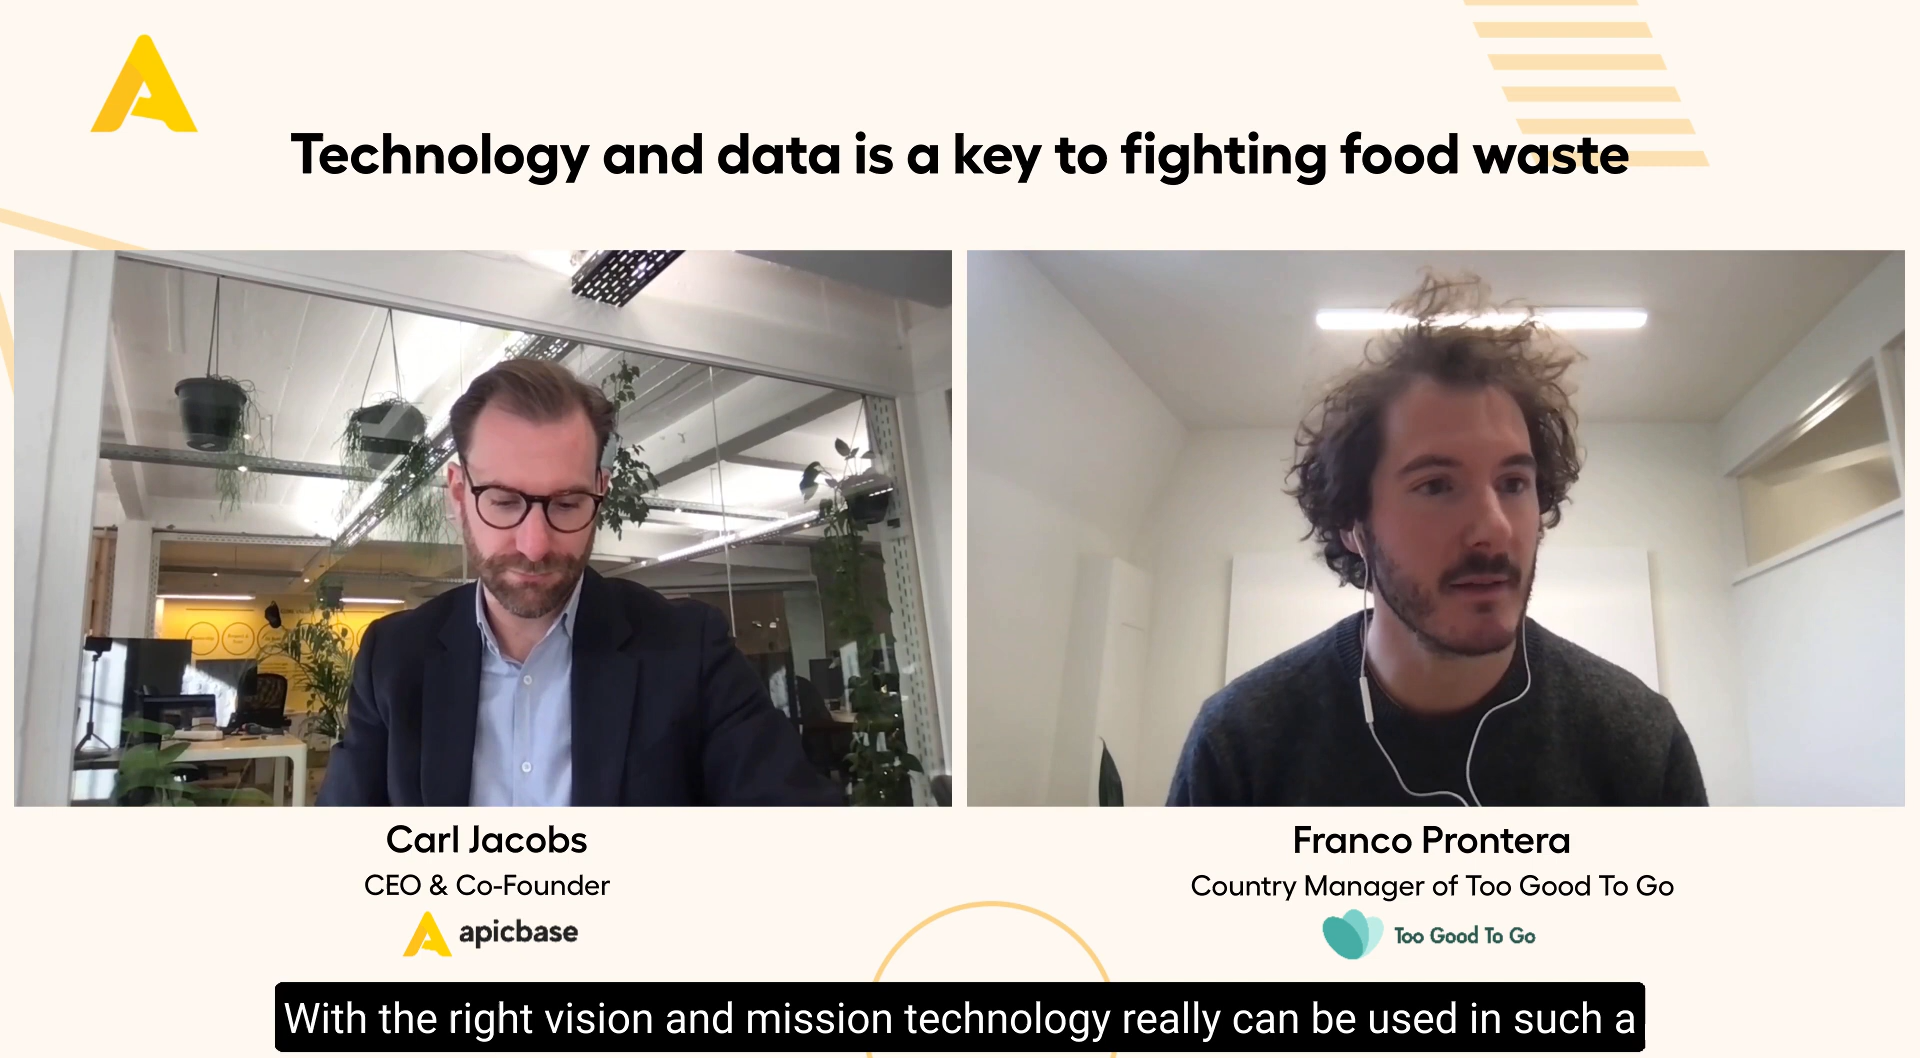 Technology and data is a key to fighting food waste
Carl Jacobs
CEO & Co-Founder
apicbase
Franco Prontera
Country Manager of Too Good To Go
Too Good To Go
With the right vision and mission technology really can be used in such a